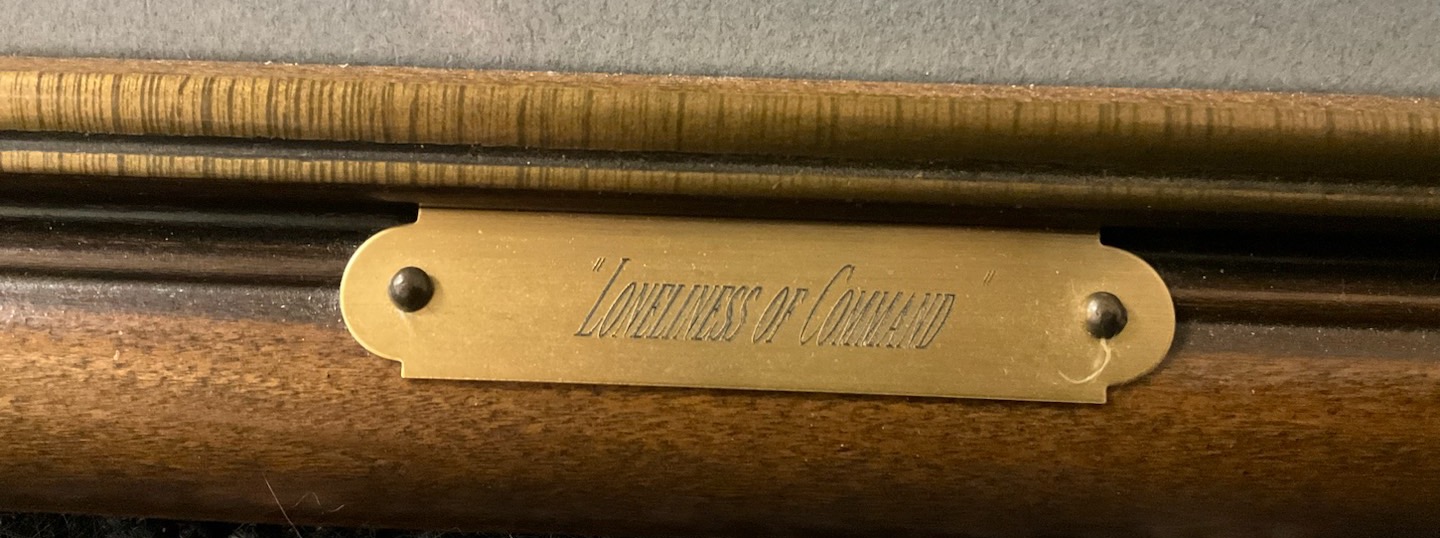 "Loneliness of Command"